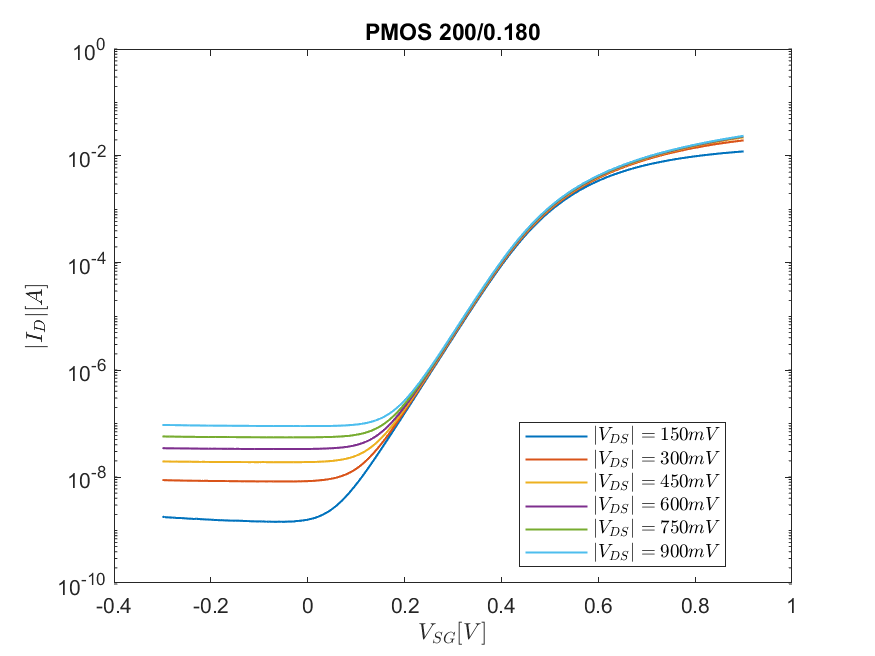 PMOS 200/0.180
10^0
10^-2
10^-4
10^-6
10^-8
10^-10
|I_D|[A]
|V_DS| = 150mV
|V_DS| = 300mV
|V_DS| = 450mV
|V_DS| = 600mV
|V_DS| = 750mV
|V_DS| = 900mV
-0.4 -0.2 0 0.2 0.4 0.6 0.8 1
V_SG[V]